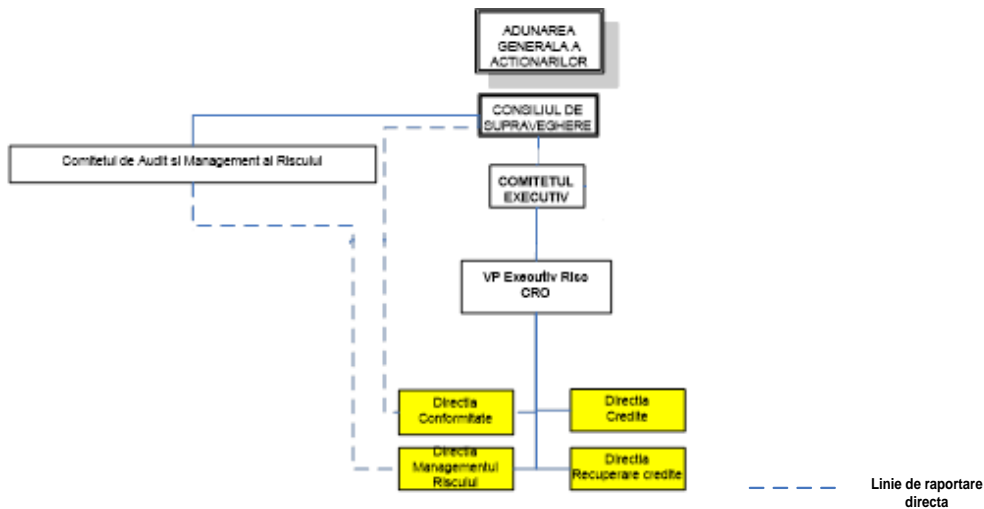 ADUNAREA
GENERALA A
ACTIONARILOR
CONSILIUL DE
SUPRAVEGHERE
Comitetul de Audit si Management al Riscului
COMITETUL
EXECUTIV
VP Executiv Risc
CRO
Directia
Conformitate
Directia
Credite
Directia
Managementul
Riscului
Directia
Recuperare credite
Linie de raportare
directa